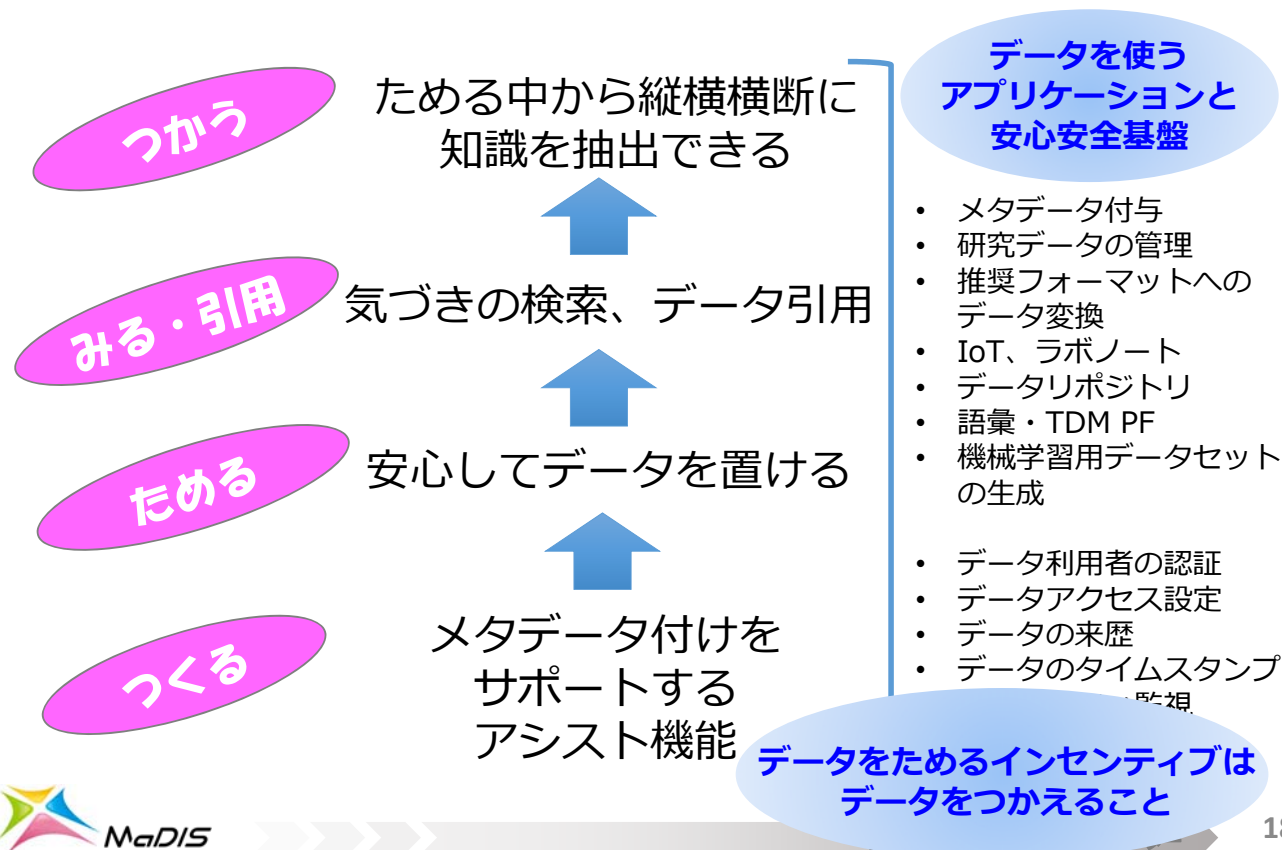 つかう
ためる中から縦横横断に
知識を抽出できる
みる・引用
気づきの検索、データ引用
ためる
安心してデータを置ける
つくる
メタデータ付けを
サポートする
アシスト機能
データを使う
アプリケーションと
安心安全基盤
• メタデータ付与
• 研究データの管理
• 推奨フォーマットへの
データ変換
• IoT、ラボノート
• データリポジトリ
• 語彙・TDM PF
• 機械学習用データセット
の生成
• データ利用者の認証
• データアクセス設定
• データの来歴
• データのタイムスタンプ
監視
データをためるインセンティブは
データをつかえること
MaDIS
18